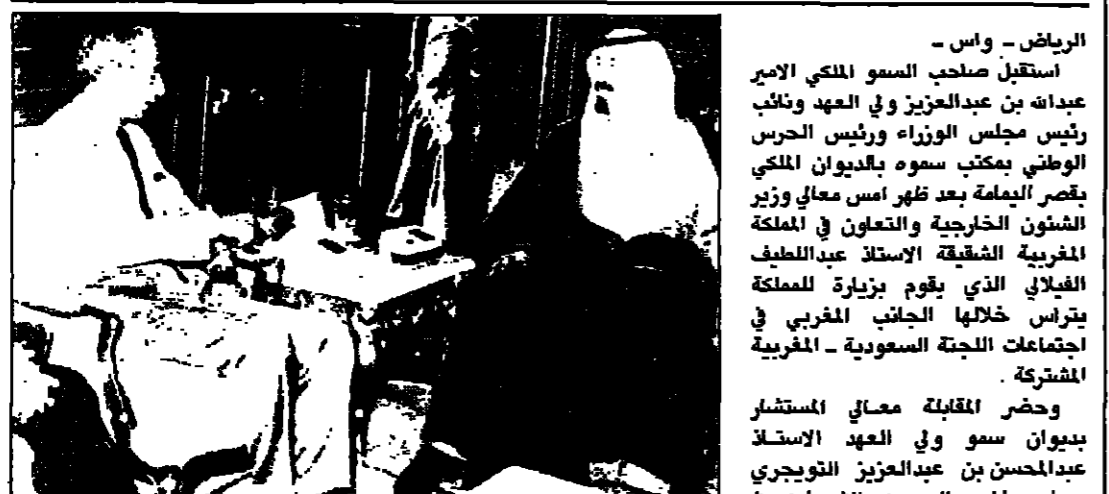 الرياض ـ واس ـ
استقبل صاحب السمو الملكي الامير
عبدالله بن عبدالعزيز ولي العهد ونائب
رئيس مجلس الوزراء ورئيس الحرس
الوطني بمكتب سموه بالديوان الملكي
بقصر اليمامة بعد ظهر امس معالي وزير
الشئون الخارجية والتعاون في المملكة
المغربية الشقيقة الاستاذ عبداللطيف
الفيلالي الذي يقوم بزيارة للمملكة
يتراس خلالها الجانب المغربي في
اجتماعات اللجنة السعودية ـ المغربية
المشتركة .
وحضر المقابلة معالي المستشار
بديوان سمو ولي العهد الاستاذ
عبدالمحسن بن عبدالعزيز التويجري